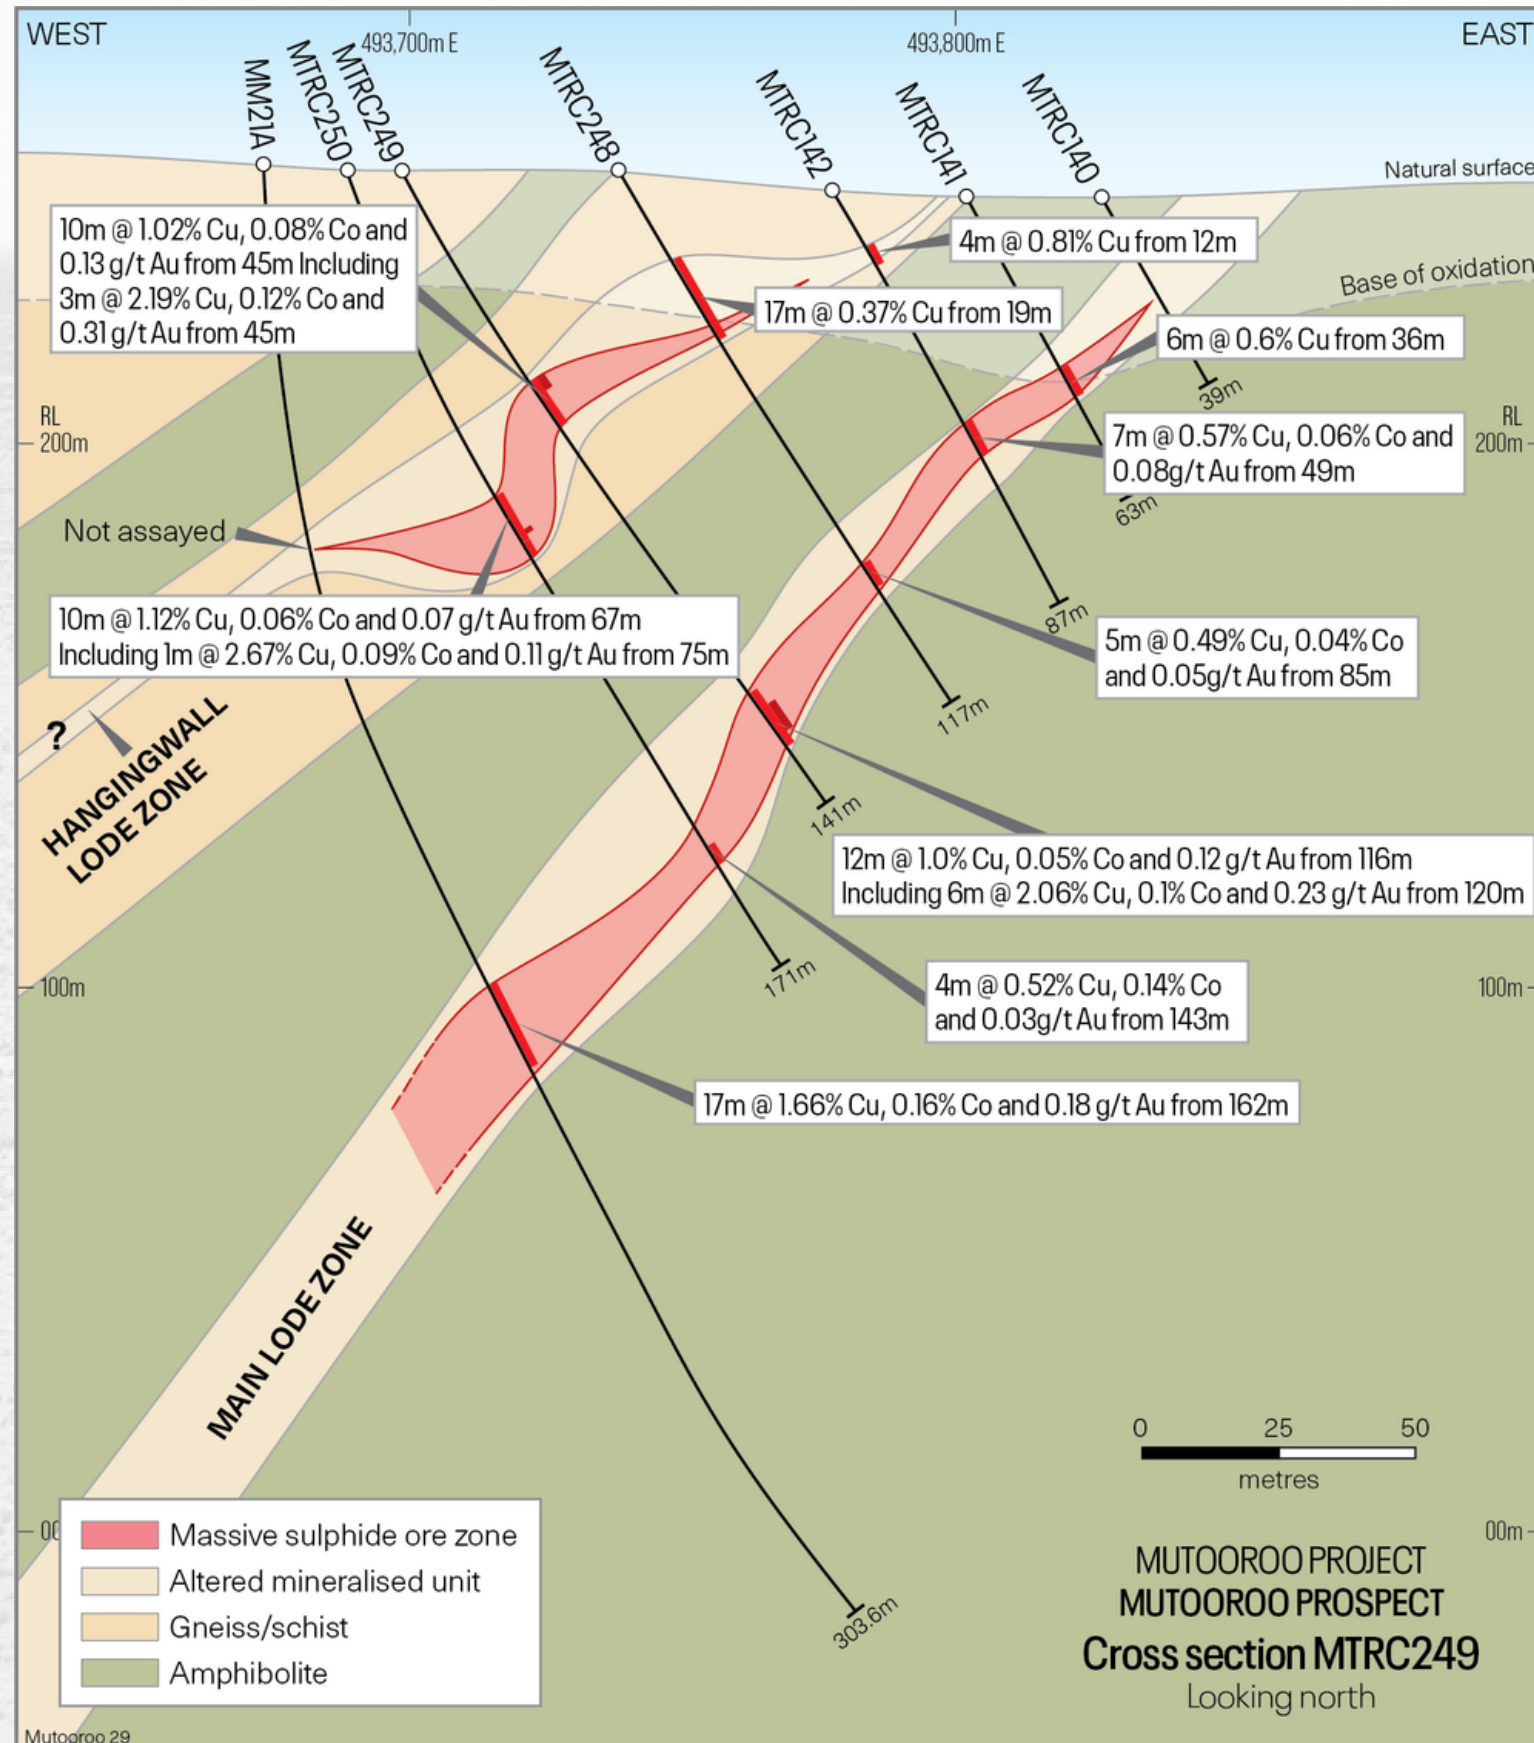 WEST
493,700m E
493,800m E
EAST
MM21A
MTRC250
MTRC249
MTRC248
MTRC142
MTRC141
MTRC140
Natural surface
Base of oxidation
10m @ 1.02% Cu, 0.08% Co and
0.13 g/t Au from 45m Including
3m @ 2.19% Cu, 0.12% Co and
0.31 g/t Au from 45m
4m @ 0.81% Cu from 12m
17m @ 0.37% Cu from 19m
6m @ 0.6% Cu from 36m
39m
RL
200m
RL
200m
7m @ 0.57% Cu, 0.06% Co and
0.08g/t Au from 49m
63m
Not assayed
87m
10m @ 1.12% Cu, 0.06% Co and 0.07 g/t Au from 67m
Including 1m @ 2.67% Cu, 0.09% Co and 0.11 g/t Au from 75m
5m @ 0.49% Cu, 0.04% Co
and 0.05g/t Au from 85m
117m
?
HANGINGWALL
LODE ZONE
141m
12m @ 1.0% Cu, 0.05% Co and 0.12 g/t Au from 116m
Including 6m @ 2.06% Cu, 0.1% Co and 0.23 g/t Au from 120m
171m
100m
100m
4m @ 0.52% Cu, 0.14% Co
and 0.03g/t Au from 143m
17m @ 1.66% Cu, 0.16% Co and 0.18 g/t Au from 162m
MAIN LODE ZONE
0 25 50
metres
00
00m
303.6m
Massive sulphide ore zone
Altered mineralised unit
Gneiss/schist
Amphibolite
MUTOOROO PROJECT
MUTOOROO PROSPECT
Cross section MTRC249
Looking north
Mutooroo 29